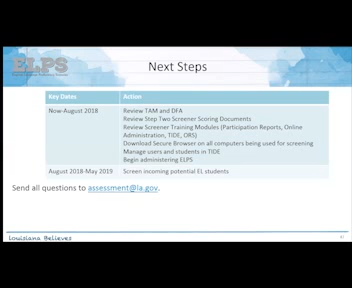 ELPS
Next Steps
Key Dates
Action
Now-August 2018
Review TAM and DFA
Review Step Two Screener Scoring Documents
Review Screener Training Modules (Participation Reports, Online
Administration, TIDE, ORS)
Download Secure Browser on all computers being used for screening
Manage users and students in TIDE
Begin administering ELPS
August 2018-May 2019
Screen incoming potential EL students
Send all questions to assessment@la.gov.
Louisiana Believes